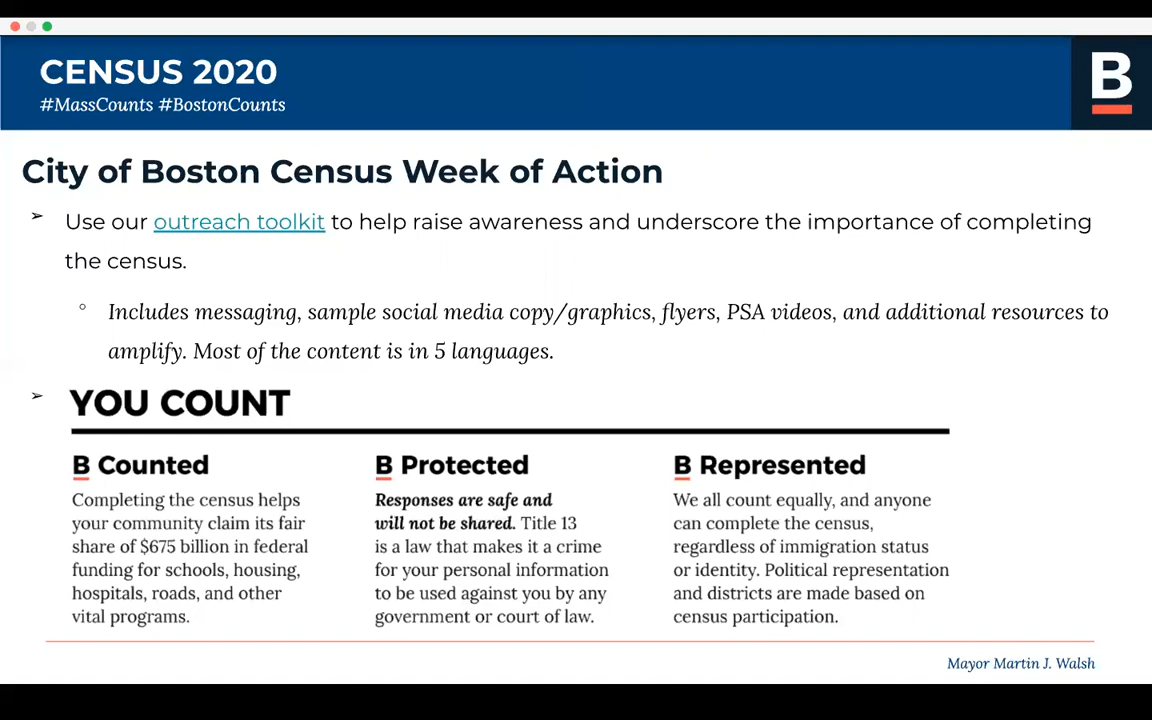 CENSUS 2020
#MassCounts #BostonCounts
B
City of Boston Census Week of Action
➢ Use our outreach toolkit to help raise awareness and underscore the importance of completing
the census.
○ Includes messaging, sample social media copy/graphics, flyers, PSA videos, and additional resources to
amplify. Most of the content is in 5 languages.
➢ YOU COUNT
B Counted
Completing the census helps
your community claim its fair
share of $675 billion in federal
funding for schools, housing,
hospitals, roads, and other
vital programs.
B Protected
Responses are safe and
will not be shared. Title 13
is a law that makes it a crime
for your personal information
to be used against you by any
government or court of law.
B Represented
We all count equally, and anyone
can complete the census,
regardless of immigration status
or identity. Political representation
and districts are made based on
census participation.
Mayor Martin J. Walsh